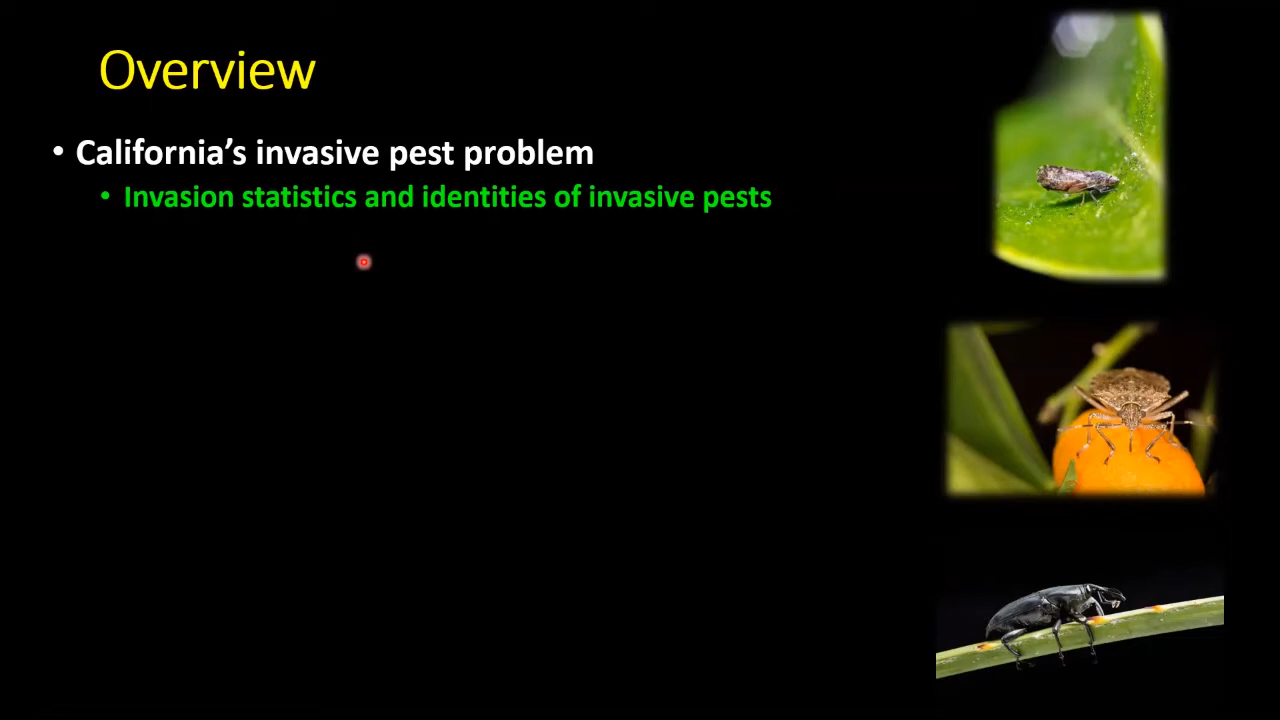 Overview
• California’s invasive pest problem
• Invasion statistics and identities of invasive pests